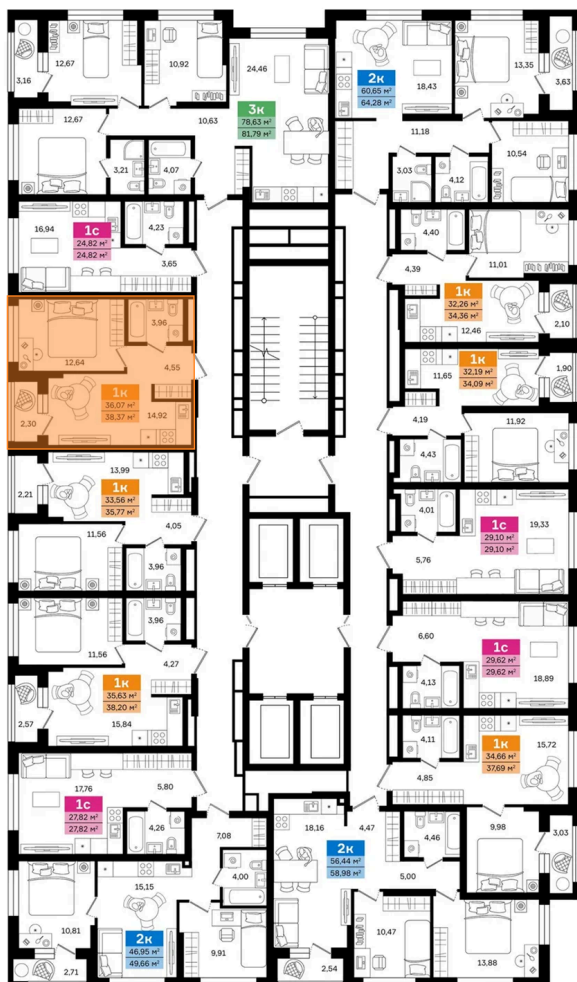 3,16
12,67
10,92
24,46
3к
78,63 м²
81,79 м²
12,67
10,63
3,21
4,07
2к
60,65 м²
64,28 м²
18,43
13,35
3,63
11,18
3,03
4,12
10,54
16,94
1с
24,82 м²
24,82 м²
4,23
3,65
4,40
11,01
4,39
1к
32,26 м²
34,36 м²
12,46
2,10
12,64
3,96
4,55
1к
36,07 м²
38,37 м²
14,92
2,30
11,65
1к
32,19 м²
34,09 м²
1,90
4,19
11,92
4,43
13,99
2,21
1к
33,56 м²
35,77 м²
4,05
11,56
3,96
4,01
1с
29,10 м²
29,10 м²
19,33
5,76
11,56
3,96
4,27
1к
35,63 м²
38,20 м²
2,57
15,84
6,60
1с
29,62 м²
29,62 м²
4,13
18,89
4,11
1к
34,66 м²
37,69 м²
15,72
4,85
17,76
5,80
1с
27,82 м²
27,82 м²
4,26
7,08
18,16
4,47
2к
56,44 м²
58,98 м²
4,46
5,00
9,98
3,03
15,15
4,00
10,81
2к
46,95 м²
49,66 м²
2,71
9,91
2,54
10,47
13,88